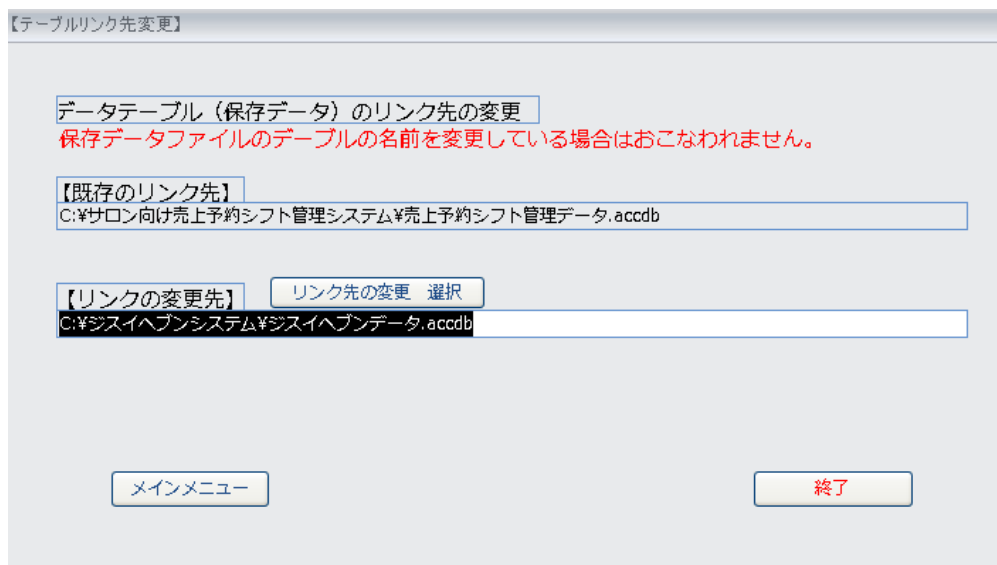 【テーブルリンク先変更】
データテーブル（保存データ）のリンク先の変更
保存データファイルのデーブルの名前を変更している場合はおこなわれません。
【既存のリンク先】
C:¥サロン向け売上予約シフト管理システム¥売上予約シフト管理データ.accdb
【リンクの変更先】 リンク先の変更　選択
C:¥ジスイヘブンシステム¥ジスイヘブンデータ.accdb
メインメニュー 終了